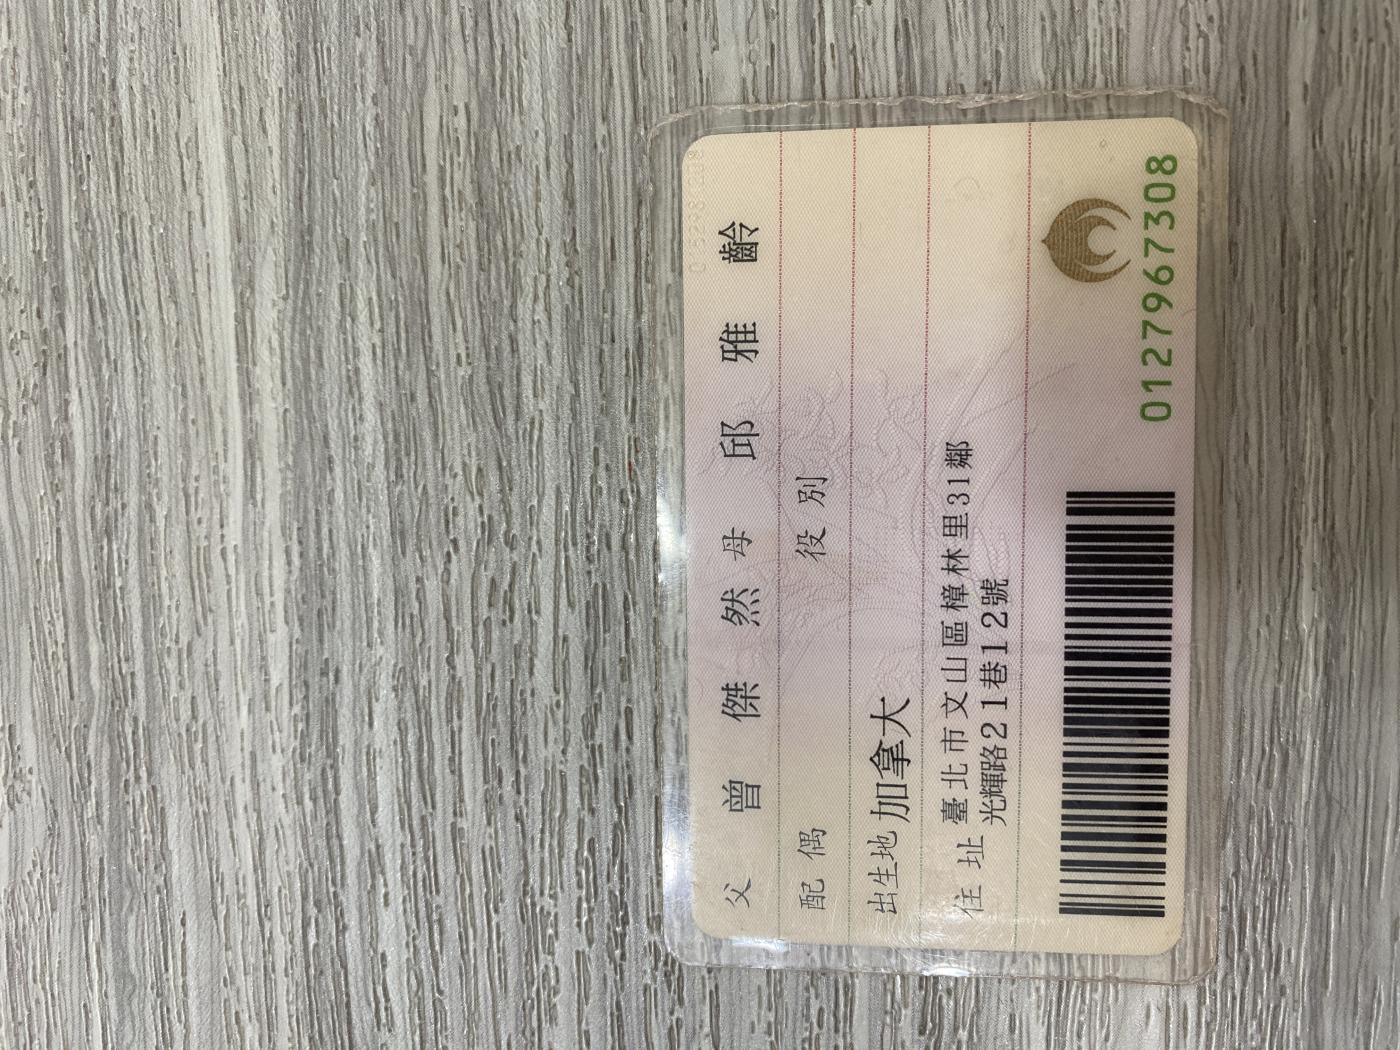 父 曾傑然 母 邱雅齡
配偶 役別
出生地 加拿大
住址 臺北市文山區樟林里31鄰
光輝路21巷12號
0127967308